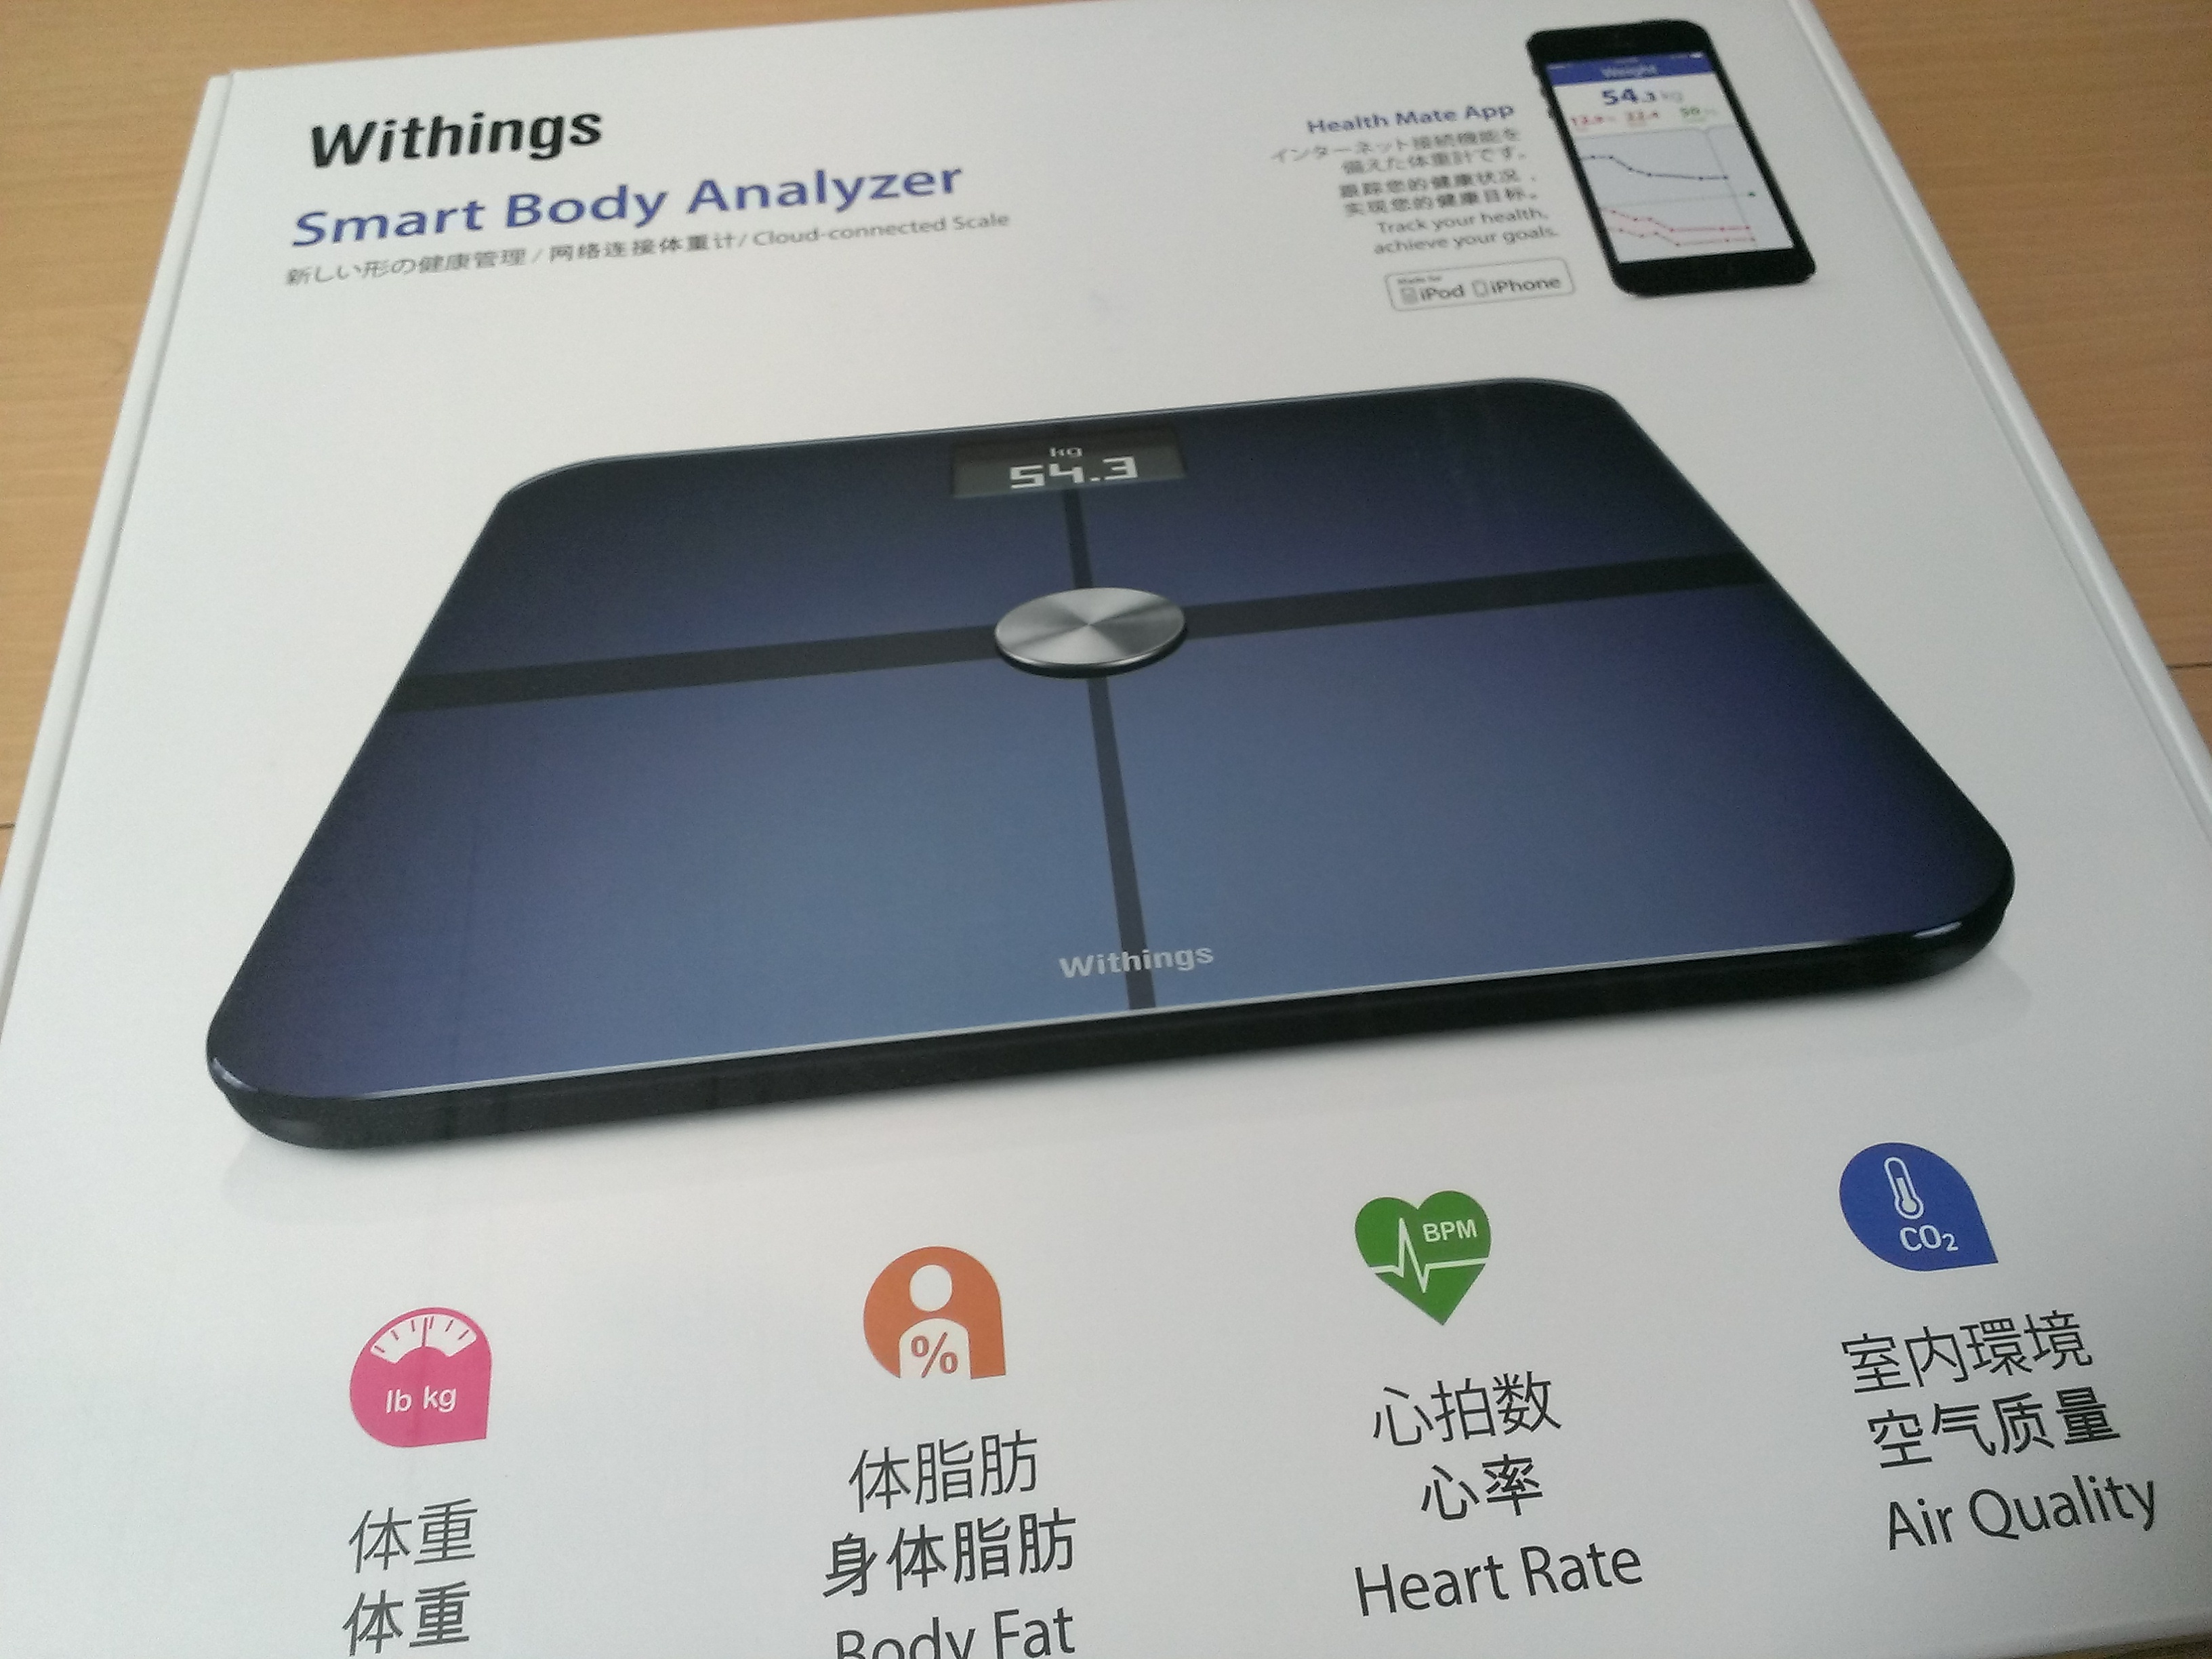 Withings
Smart Body Analyzer
新しい形の健康管理 / 网络连接体重计 / Cloud-connected Scale
Health Mate App
インターネット接続機能を
備えた体重計です。
跟踪您的健康状况，
实现您的健康目标。
Track your health,
achieve your goals.
Made for
iPod iPhone
Weight
54.3 kg
kg
54.3
Withings
lb kg
体重
体重
%
体脂肪
身体脂肪
Body Fat
BPM
心拍数
心率
Heart Rate
CO₂
室内環境
空气质量
Air Quality